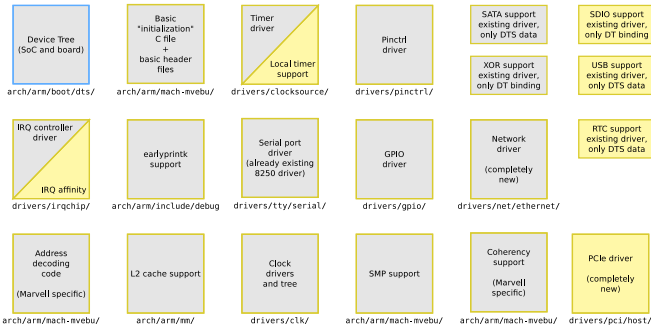 Device Tree
(SoC and board)
arch/arm/boot/dts/
Basic
"initialization"
C file
+
basic header
files
arch/arm/mach-mvebu/
Timer
driver
Local timer
support
drivers/clocksource/
Pinctrl
driver
drivers/pinctrl/
SATA support
existing driver,
only DTS data
XOR support
existing driver,
only DT binding
SDIO support
existing driver,
only DT binding
USB support
existing driver,
only DTS data
IRQ controller
driver
IRQ affinity
drivers/irqchip/
earlyprintk
support
arch/arm/include/debug
Serial port
driver
(already existing
8250 driver)
drivers/tty/serial/
GPIO
driver
drivers/gpio/
Network
driver
(completely
new)
drivers/net/ethernet/
RTC support
existing driver,
only DTS data
Address
decoding
code
(Marvell specific)
arch/arm/mach-mvebu/
L2 cache support
arch/arm/mm/
Clock
drivers
and tree
drivers/clk/
SMP support
arch/arm/mach-mvebu/
Coherency
support
(Marvell
specific)
arch/arm/mach-mvebu/
PCIe driver
(completely
new)
drivers/pci/host/